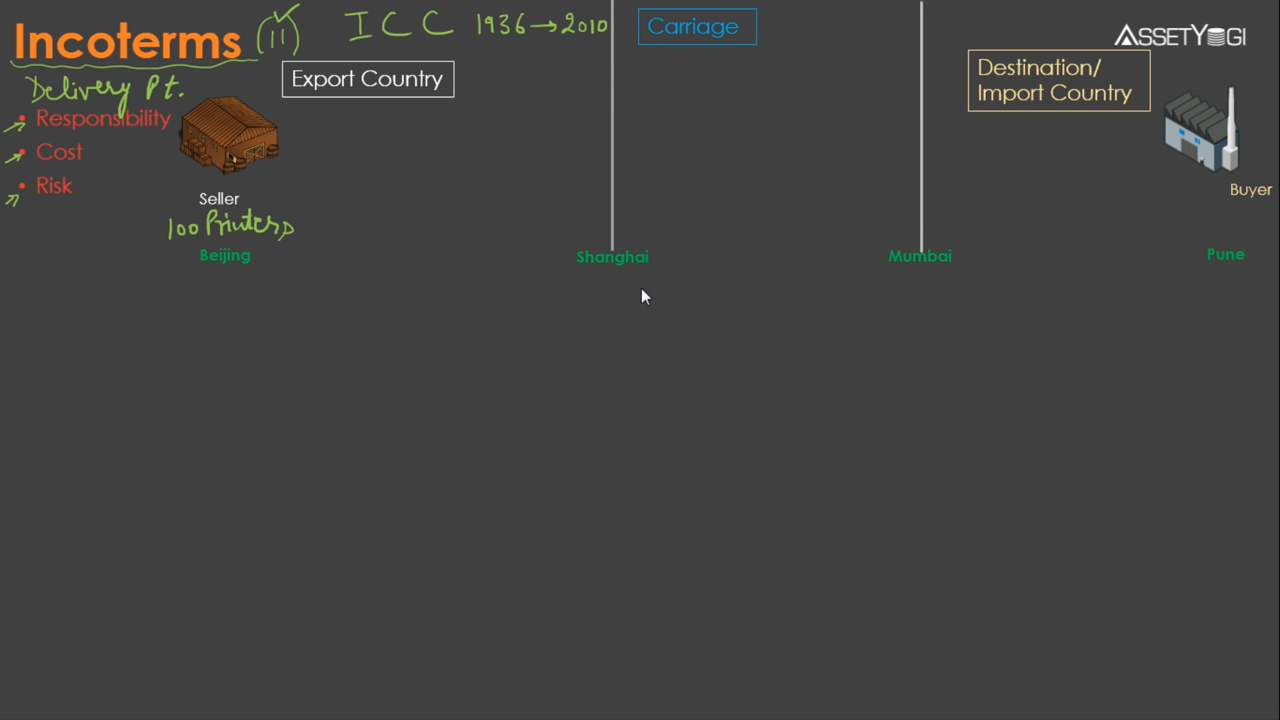 Incoterms (11) ICC 1936→2010
Carriage
ASSETYOGI
Export Country
Destination/
Import Country
Delivery Pt.
• Responsibility
• Cost
• Risk
Seller
Buyer
100 Printers
Beijing
Shanghai
Mumbai
Pune